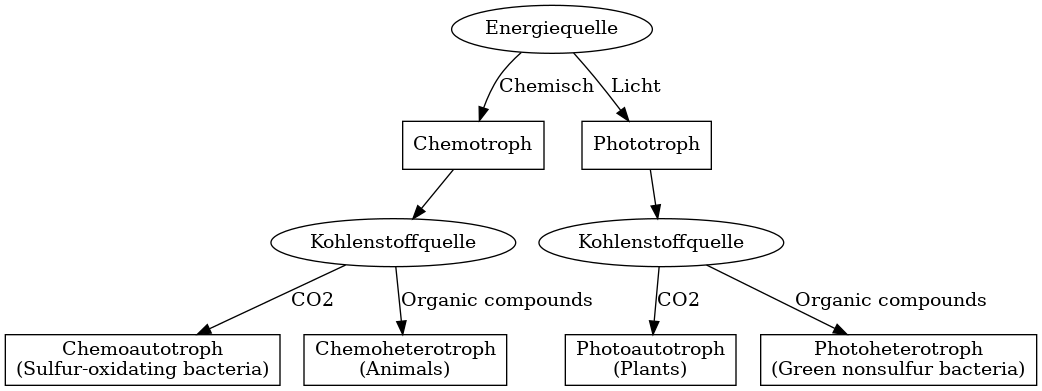 Energiequelle
Chemisch
Licht
Chemotroph
Phototroph
Kohlenstoffquelle
Kohlenstoffquelle
CO2
Organic compounds
CO2
Organic compounds
Chemoautotroph
(Sulfur-oxidating bacteria)
Chemoheterotroph
(Animals)
Photoautotroph
(Plants)
Photoheterotroph
(Green nonsulfur bacteria)